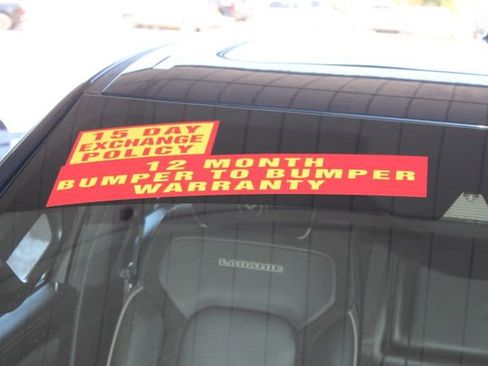 15 DAY
EXCHANGE
POLICY
12 MONTH
BUMPER TO BUMPER
WARRANTY
LARAMIE